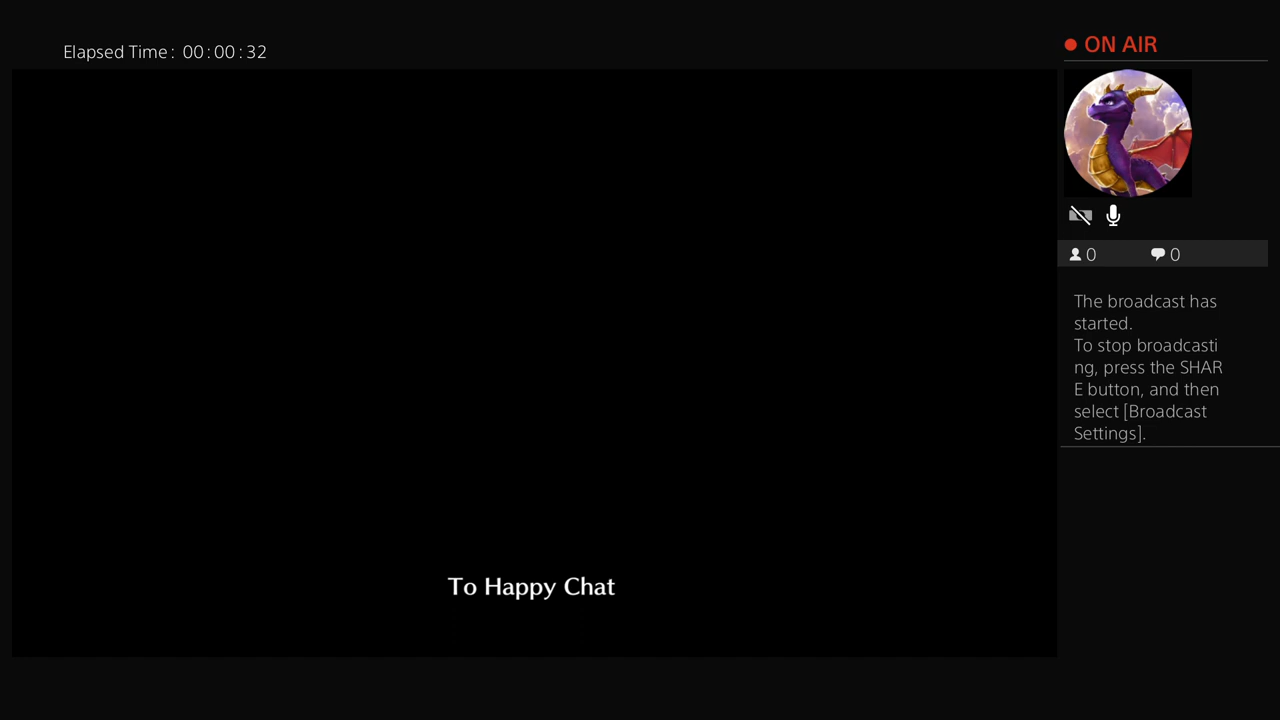 Elapsed Time: 00:00:32
ON AIR
0 0
The broadcast has
started.
To stop broadcasti
ng, press the SHAR
E button, and then
select [Broadcast
Settings].
To Happy Chat